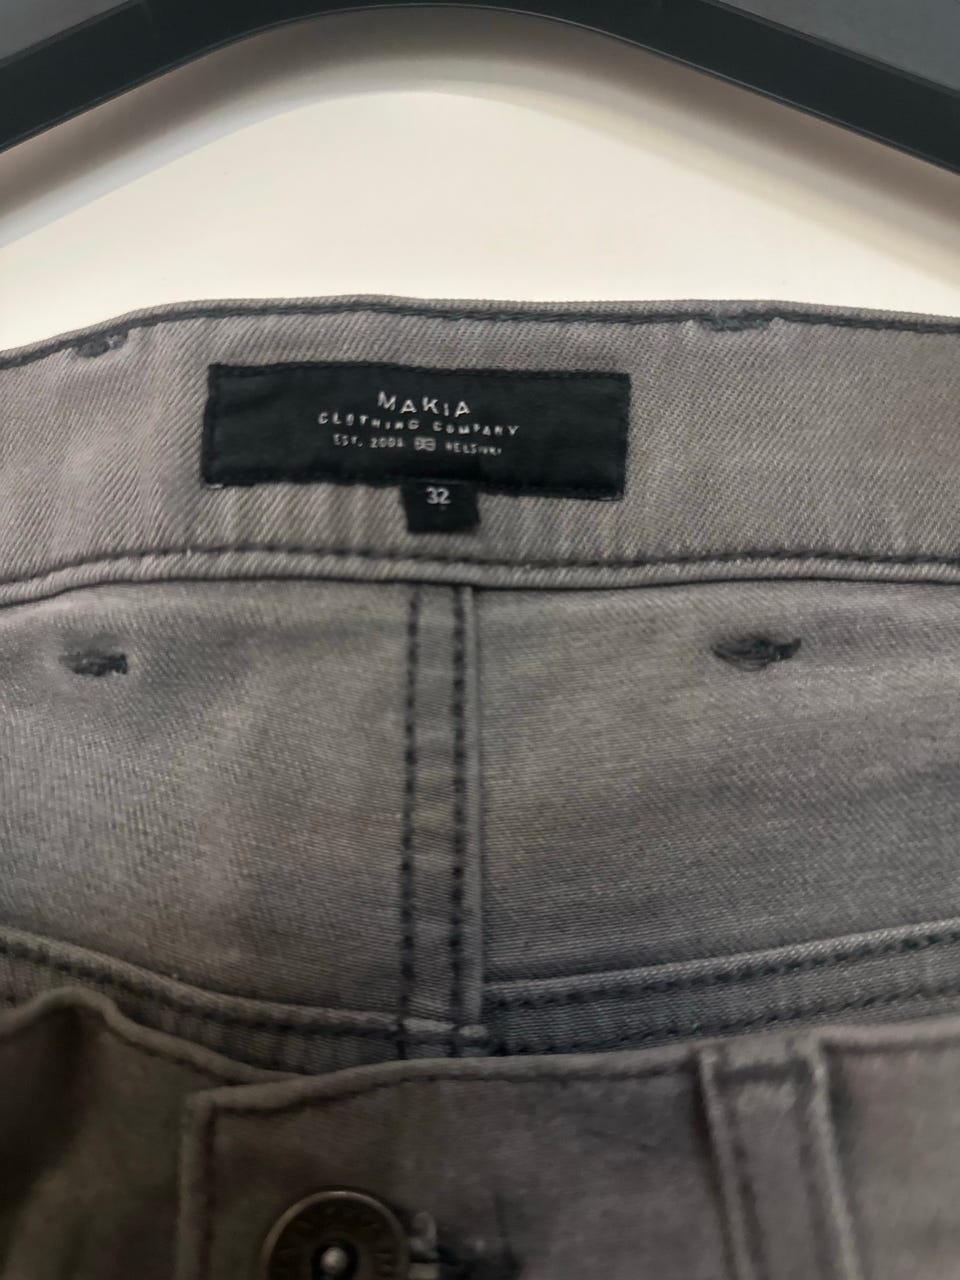 MAKIA
CLOTHING COMPANY
EST. 2001 HELSINKI
32